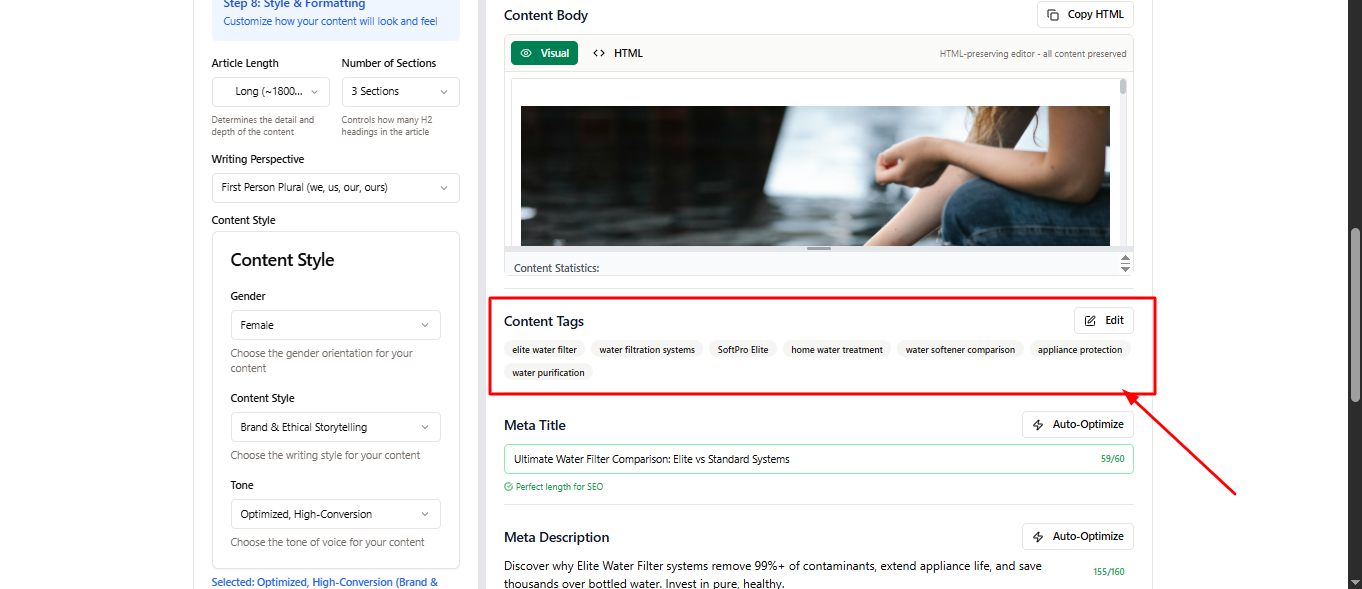 Step 8: Style & Formatting
Customize how your content will look and feel
Article Length
Number of Sections
Long (~1800...
3 Sections
Determines the detail and
depth of the content
Controls how many H2
headings in the article
Writing Perspective
First Person Plural (we, us, our, ours)
Content Style
Content Style
Gender
Female
Choose the gender orientation for your
content
Content Style
Brand & Ethical Storytelling
Choose the writing style for your content
Tone
Optimized, High-Conversion
Choose the tone of voice for your content
Selected: Optimized, High-Conversion (Brand &
Content Body
Copy HTML
Visual
HTML
HTML-preserving editor - all content preserved
Content Statistics:
Content Tags
Edit
elite water filter
water filtration systems
SoftPro Elite
home water treatment
water softener comparison
appliance protection
water purification
Meta Title
Auto-Optimize
Ultimate Water Filter Comparison: Elite vs Standard Systems
59/60
Perfect length for SEO
Meta Description
Auto-Optimize
Discover why Elite Water Filter systems remove 99%+ of contaminants, extend appliance life, and save
thousands over bottled water. Invest in pure, healthy.
155/160